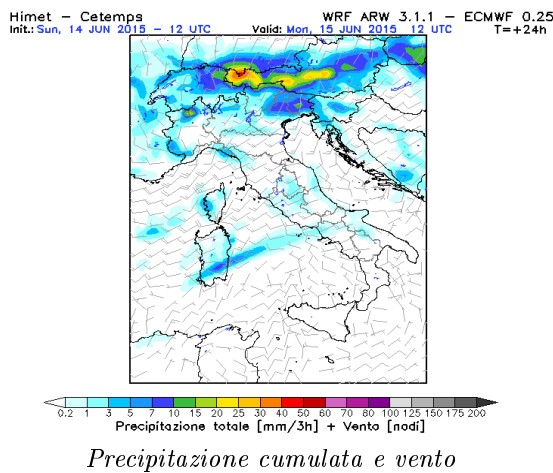 Himet – Cetemps WRF ARW 3.1.1 – ECMWF 0.25
Init.: Sun, 14 JUN 2015 – 12 UTC Valid: Mon, 15 JUN 2015 12 UTC T=+24h
0.2 1 3 5 7 10 15 20 25 30 40 50 60 70 80 100 125 150 175 200
Precipitazione totale [mm/3h] + Vento [nodi]
Precipitazione cumulata e vento